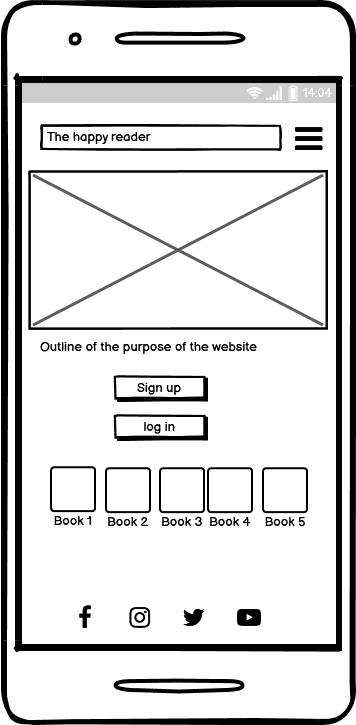 14:04
The happy reader
Outline of the purpose of the website
Sign up
log in
Book 1 Book 2 Book 3 Book 4 Book 5